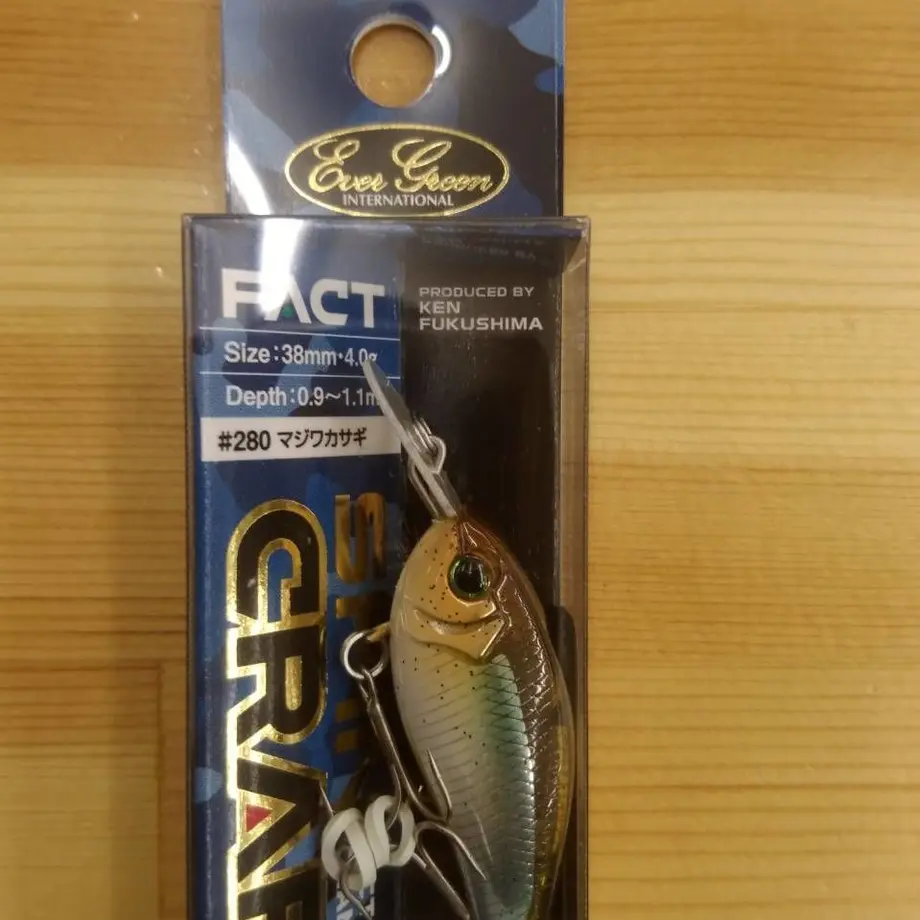 Ever Green
INTERNATIONAL
FACT
PRODUCED BY
KEN
FUKUSHIMA
Size:38mm・4.0g
Depth:0.9～1.1m
#280 マジワカサギ